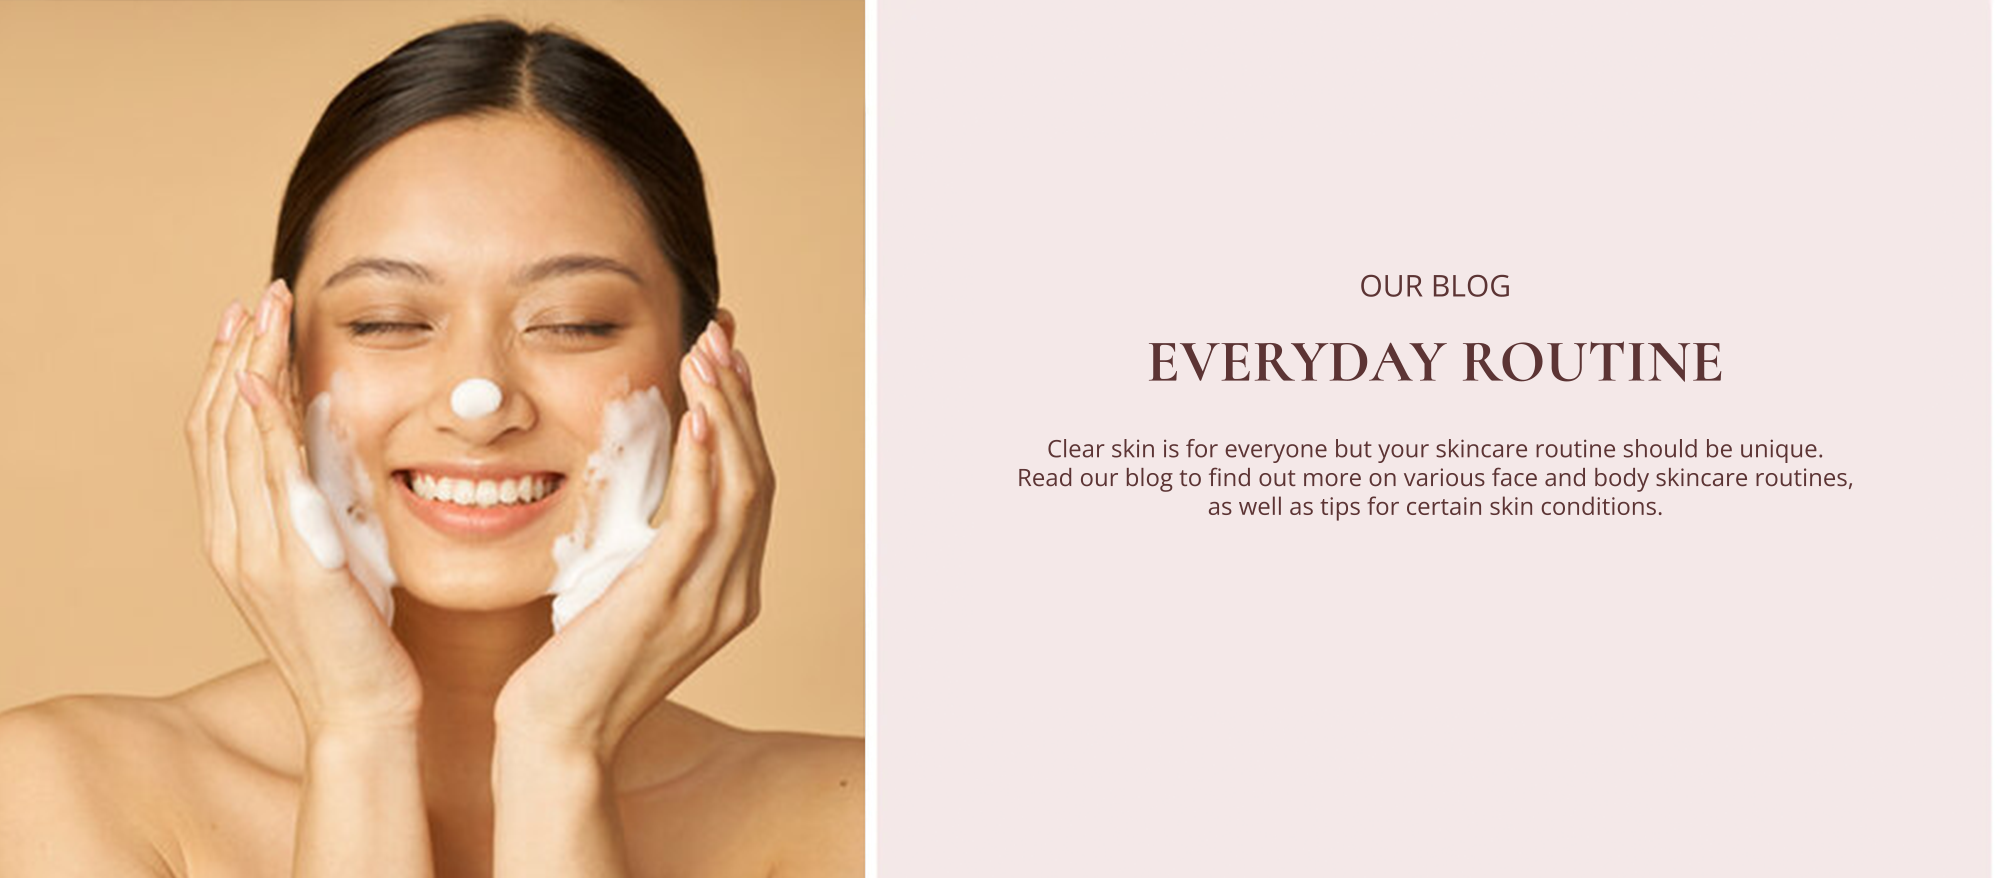 OUR BLOG
EVERYDAY ROUTINE
Clear skin is for everyone but your skincare routine should be unique.
Read our blog to find out more on various face and body skincare routines,
as well as tips for certain skin conditions.